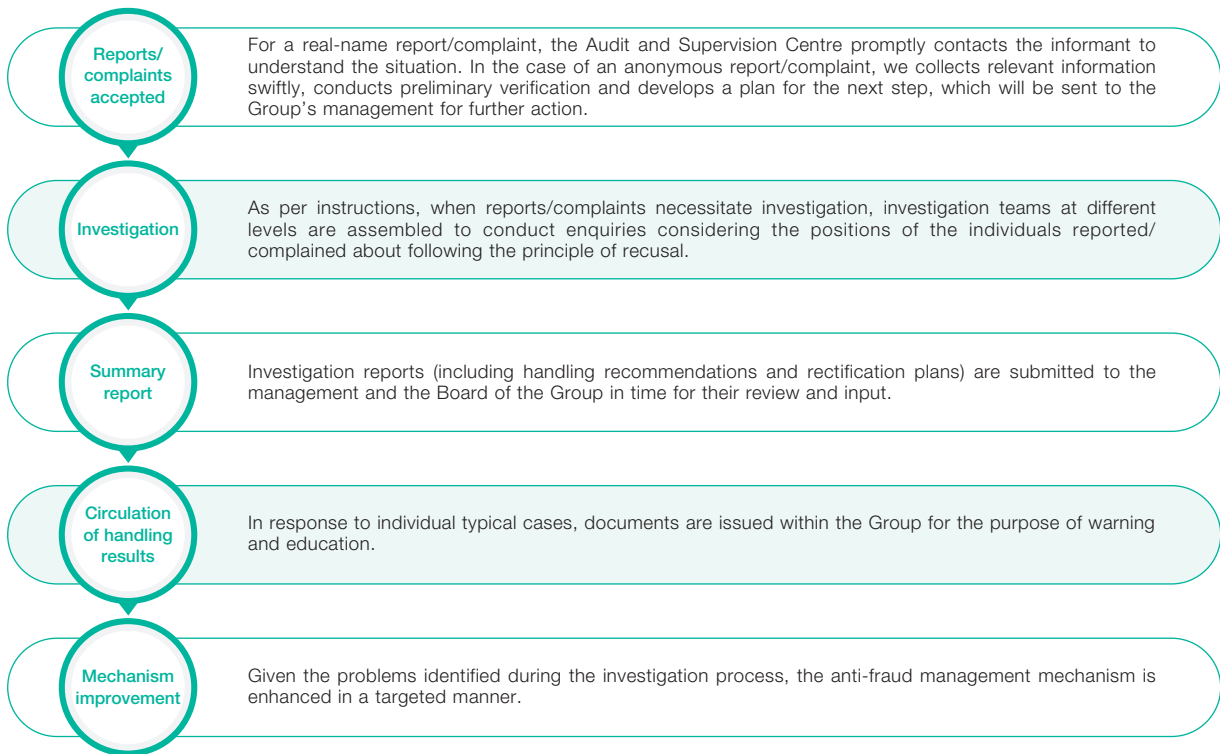 Reports/
complaints
accepted
For a real-name report/complaint, the Audit and Supervision Centre promptly contacts the informant to
understand the situation. In the case of an anonymous report/complaint, we collects relevant information
swiftly, conducts preliminary verification and develops a plan for the next step, which will be sent to the
Group's management for further action.
Investigation
As per instructions, when reports/complaints necessitate investigation, investigation teams at different
levels are assembled to conduct enquiries considering the positions of the individuals reported/
complained about following the principle of recusal.
Summary
report
Investigation reports (including handling recommendations and rectification plans) are submitted to the
management and the Board of the Group in time for their review and input.
Circulation
of handling
results
In response to individual typical cases, documents are issued within the Group for the purpose of warning
and education.
Mechanism
improvement
Given the problems identified during the investigation process, the anti-fraud management mechanism is
enhanced in a targeted manner.